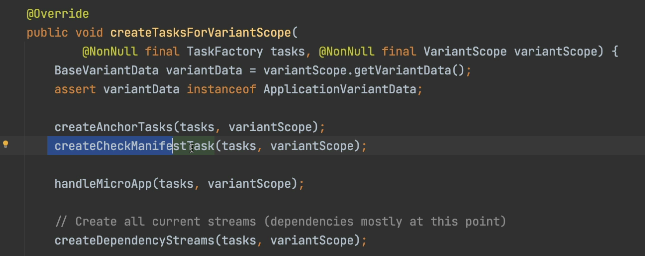 @Override
public void createTasksForVariantScope(
@NonNull final TaskFactory tasks, @NonNull final VariantScope variantScope) {
BaseVariantData variantData = variantScope.getVariantData();
assert variantData instanceof ApplicationVariantData;
createAnchorTasks(tasks, variantScope);
createCheckManifestTask(tasks, variantScope);
handleMicroApp(tasks, variantScope);
// Create all current streams (dependencies mostly at this point)
createDependencyStreams(tasks, variantScope);